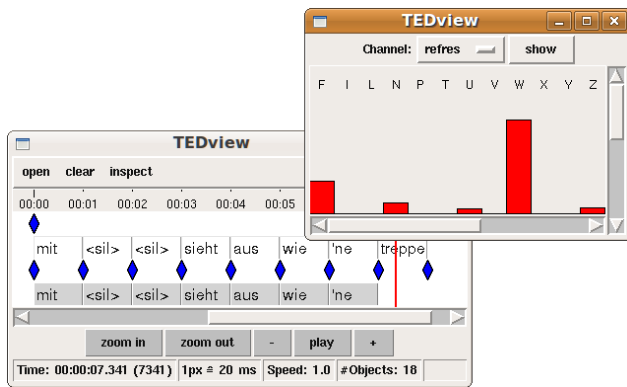 TEDview
Channel: refres show
F I L N P T U V W X Y Z
TEDview
open clear inspect
00:00 00:01 00:02 00:03 00:04 00:05
mit <sil> <sil> sieht aus wie 'ne treppe
mit <sil> <sil> sieht aus wie 'ne
zoom in zoom out - play +
Time: 00:00:07.341 (7341) 1px ≙ 20 ms Speed: 1.0 #Objects: 18